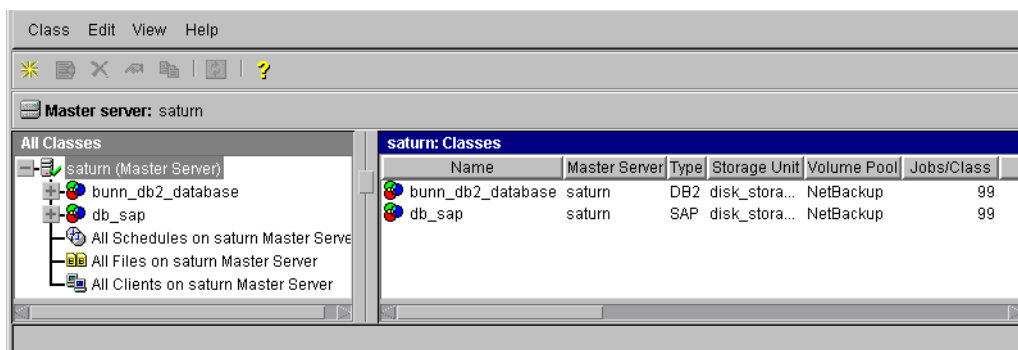 Class Edit View Help
Master server: saturn
All Classes
saturn (Master Server)
bunn_db2_database
db_sap
All Schedules on saturn Master Serve
All Files on saturn Master Server
All Clients on saturn Master Server
saturn: Classes
Name Master Server Type Storage Unit Volume Pool Jobs/Class
bunn_db2_database saturn DB2 disk_stora... NetBackup 99
db_sap saturn SAP disk_stora... NetBackup 99